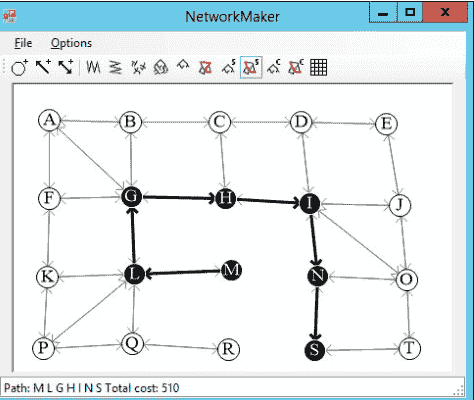 NetworkMaker
File Options
A B C D E
F G H I J
K L M N O
P Q R S T
Path: M L G H I N S Total cost: 510